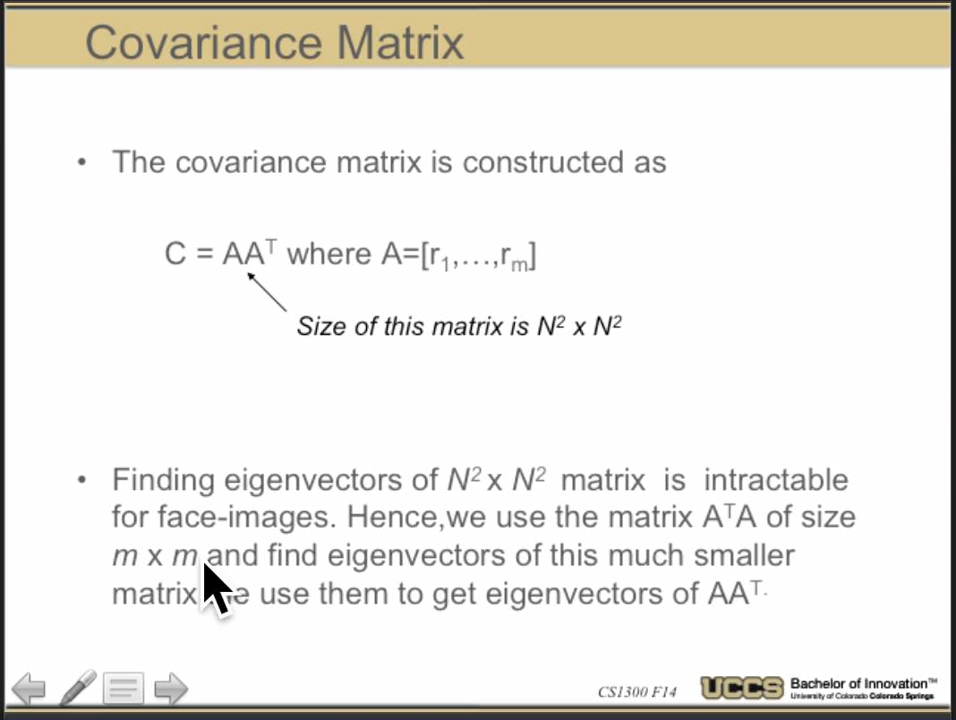 Covariance Matrix
• The covariance matrix is constructed as
C = AAᵀ where A=[r₁,…,rₘ]
Size of this matrix is N² x N²
• Finding eigenvectors of N² x N² matrix is intractable
for face-images. Hence,we use the matrix AᵀA of size
m x m and find eigenvectors of this much smaller
matrix use them to get eigenvectors of AAᵀ.
CS1300 F14
UCCS Bachelor of Innovation™
University of Colorado Colorado Springs